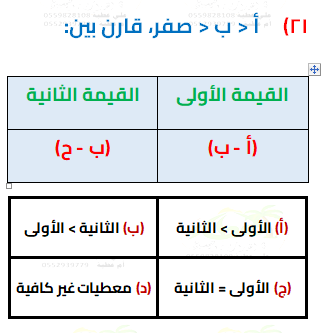 ٢١) أ > ب > صفر، قارن بين:
القيمة الأولى القيمة الثانية
(أ - ب) (ب - ح)
(أ) الأولى > الثانية (ب) الثانية > الأولى
(ح) الأولى = الثانية (د) معطيات غير كافية